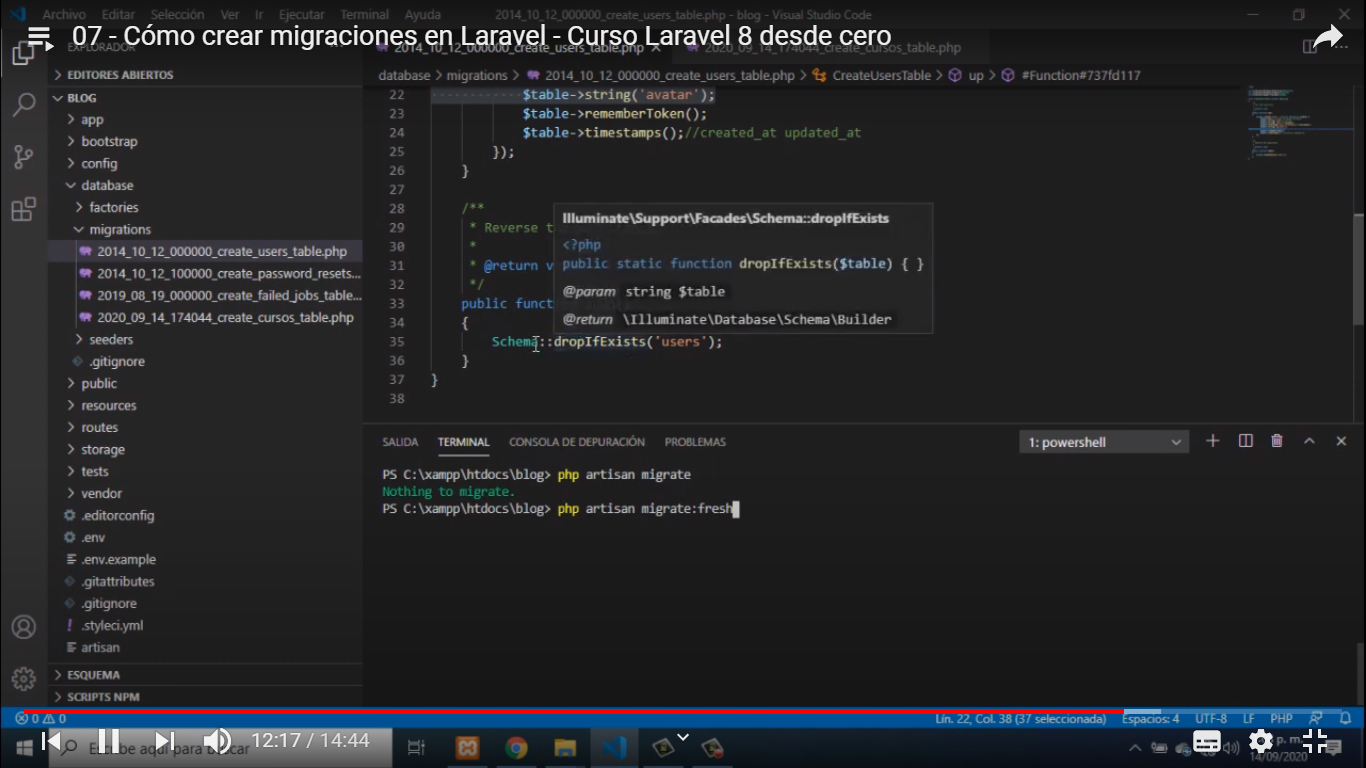 Archivo Editar Selección Ver Ir Ejecutar Terminal Ayuda
2014_10_12_000000_create_users_table.php - blog - Visual Studio Code
07 - Cómo crear migraciones en Laravel - Curso Laravel 8 desde cero
EXPLORADOR
2014_10_12_000000_create_users_table.php
2020_09_14_174044_create_cursos_table.php
EDITORES ABIERTOS
BLOG
app
bootstrap
config
database
factories
migrations
2014_10_12_000000_create_users_table.php
2014_10_12_100000_create_password_resets...
2019_08_19_000000_create_failed_jobs_table...
2020_09_14_174044_create_cursos_table.php
seeders
.gitignore
public
resources
routes
storage
tests
vendor
.editorconfig
.env
.env.example
.gitattributes
.gitignore
.styleci.yml
artisan
ESQUEMA
SCRIPTS NPM
database > migrations > 2014_10_12_000000_create_users_table.php > CreateUsersTable > up > #Function#737fd117
22 $table->string('avatar');
23 $table->rememberToken();
24 $table->timestamps();//created_at updated_at
25 });
26 }
27
28 /**
29 * Reverse t
30 *
31 * @return v
32 */
33 public funct
34 {
35 Schema::dropIfExists('users');
36 }
37 }
38
Illuminate\Support\Facades\Schema::dropIfExists
<?php
public static function dropIfExists($table) { }
@param string $table
@return \Illuminate\Database\Schema\Builder
SALIDA TERMINAL CONSOLA DE DEPURACIÓN PROBLEMAS
1: powershell
PS C:\xampp\htdocs\blog> php artisan migrate
Nothing to migrate.
PS C:\xampp\htdocs\blog> php artisan migrate:fresh
0 0
Lín. 22, Col. 38 (37 seleccionada) Espacios: 4 UTF-8 LF PHP
Escribe aquí para buscar
12:17 / 14:44
p. m.
14/09/2020